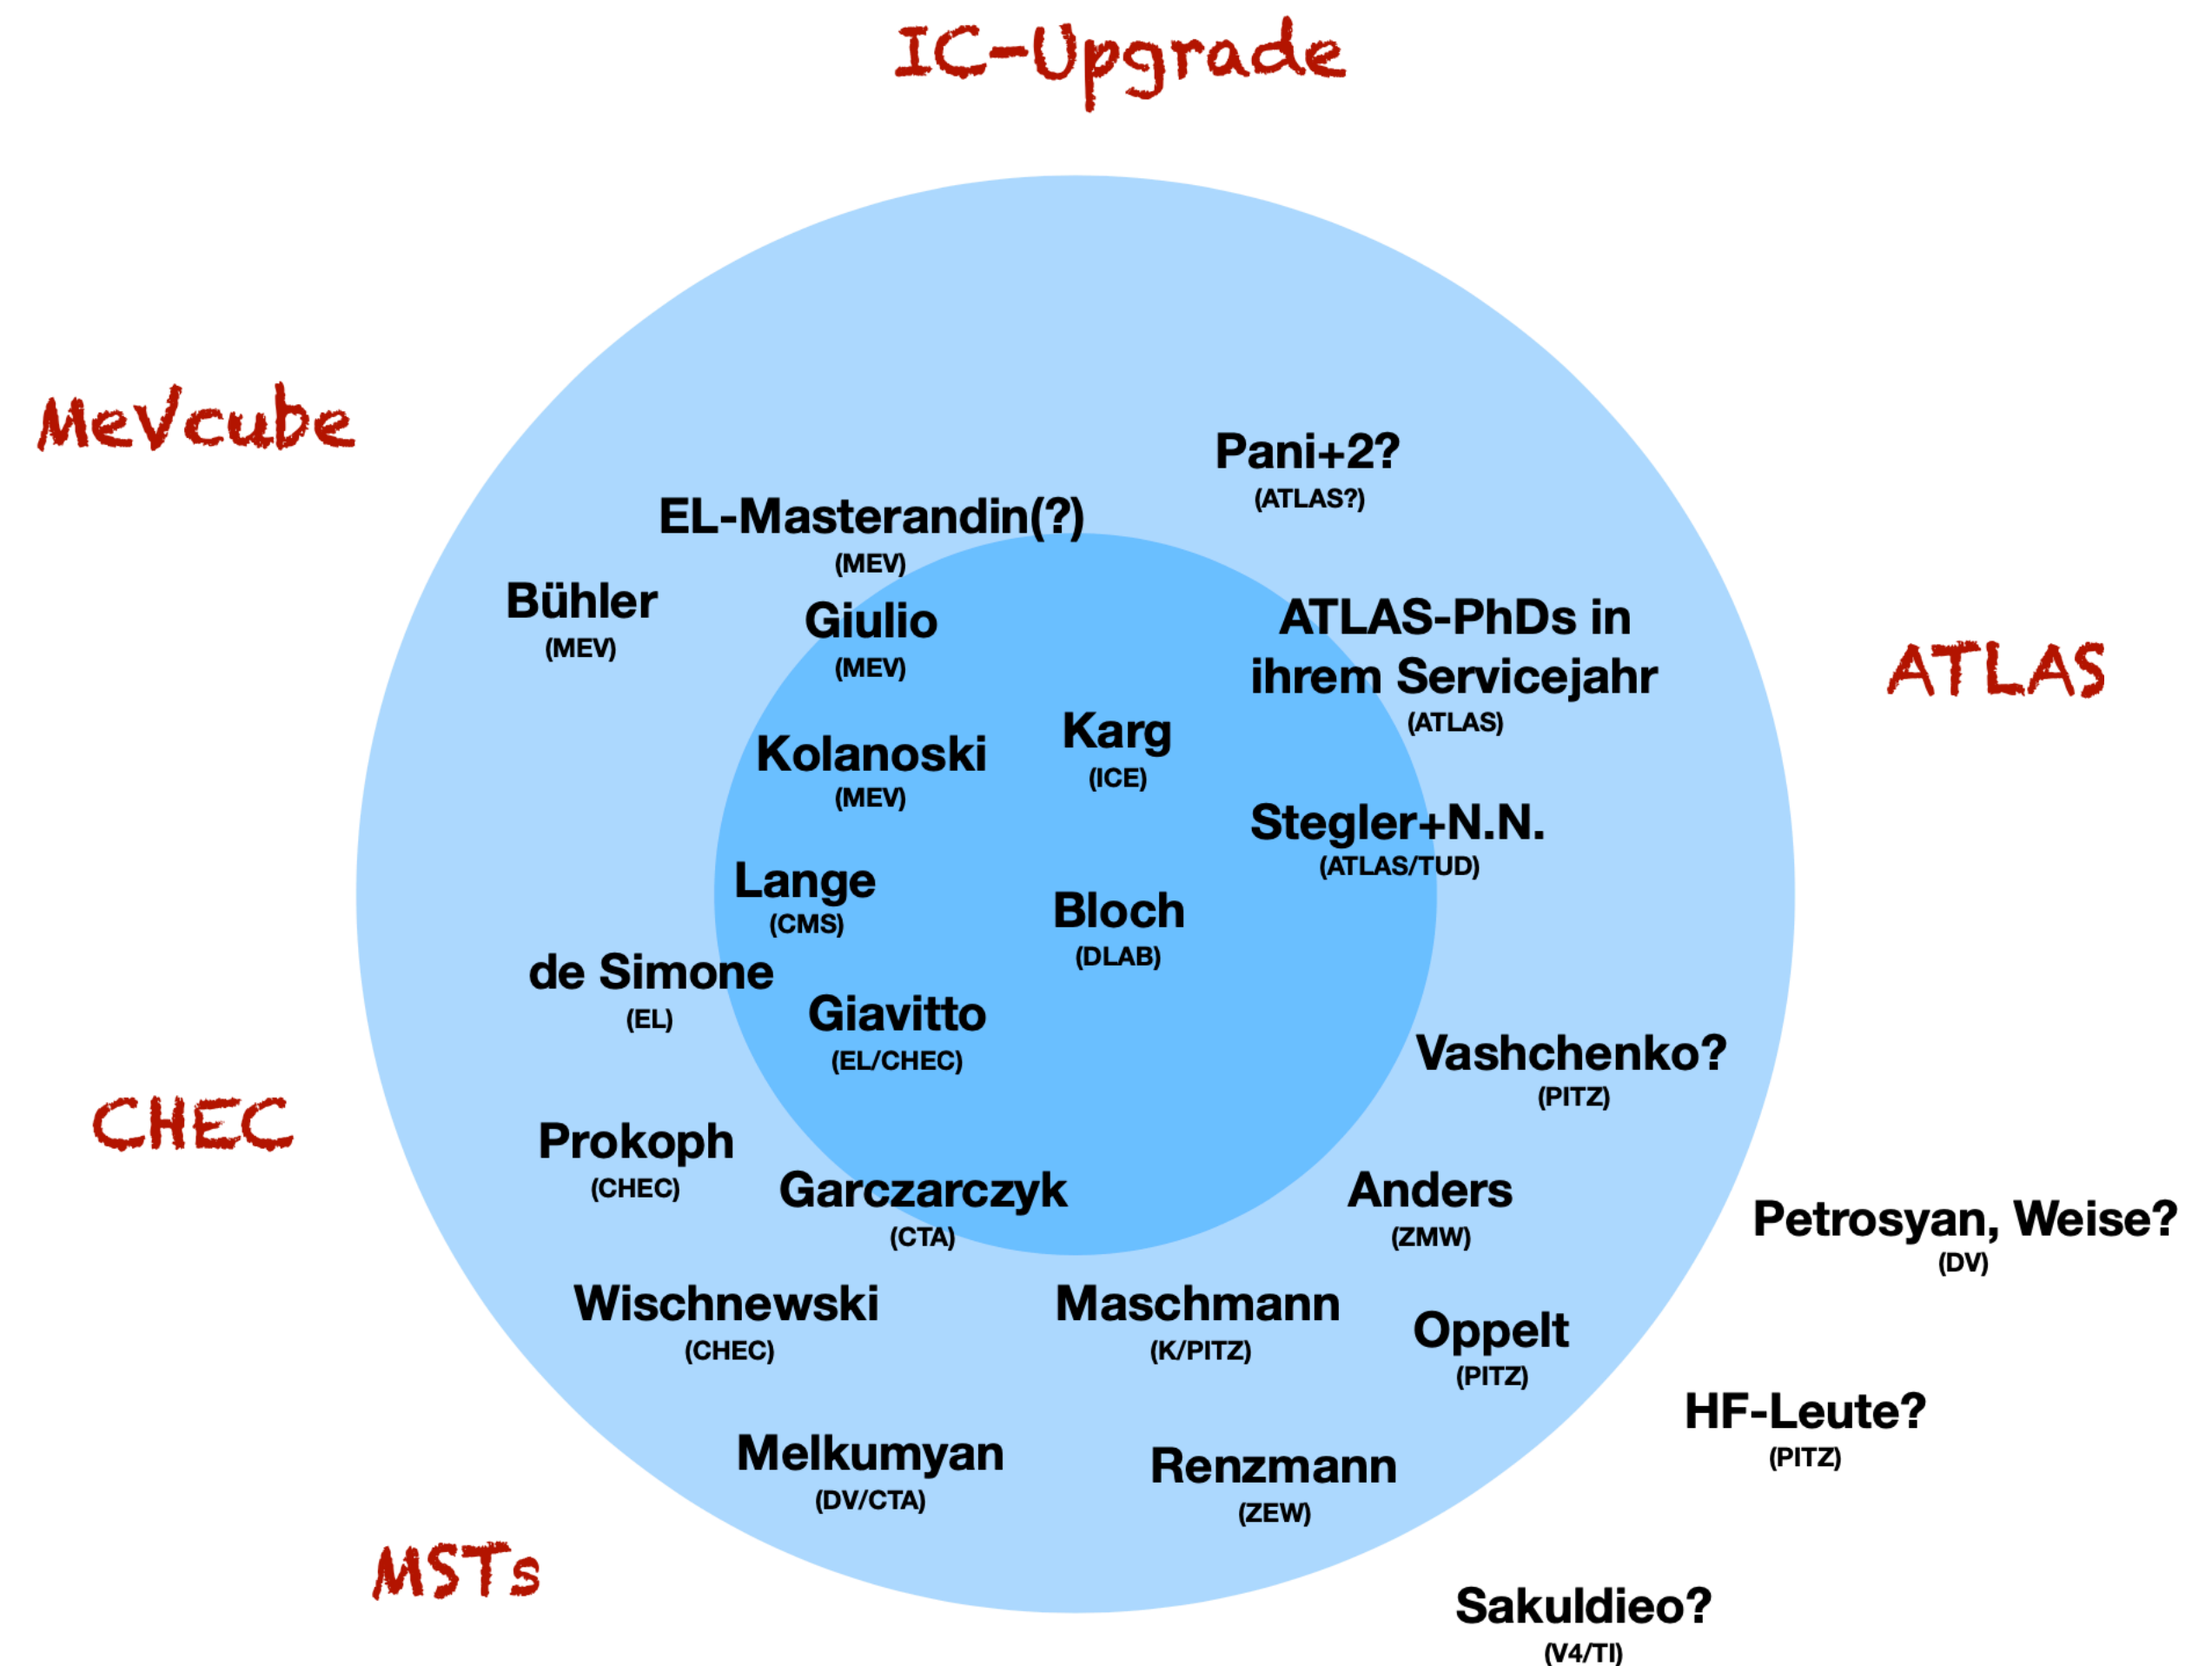 IC-Upgrade
MeVcube
Pani+2?
(ATLAS?)
EL-Masterandin(?)
(MEV)
Bühler
(MEV)
Giulio
(MEV)
ATLAS-PhDs in
ihrem Servicejahr
(ATLAS)
ATLAS
Karg
(ICE)
Kolanoski
(MEV)
Stegler+N.N.
(ATLAS/TUD)
Lange
(CMS)
Bloch
(DLAB)
de Simone
(EL)
Giavitto
(EL/CHEC)
Vashchenko?
(PITZ)
CHEC
Prokoph
(CHEC)
Garczarczyk
(CTA)
Anders
(ZMW)
Petrosyan, Weise?
(DV)
Wischnewski
(CHEC)
Maschmann
(K/PITZ)
Oppelt
(PITZ)
HF-Leute?
(PITZ)
Melkumyan
(DV/CTA)
Renzmann
(ZEW)
MSTs
Sakuldieo?
(V4/TI)